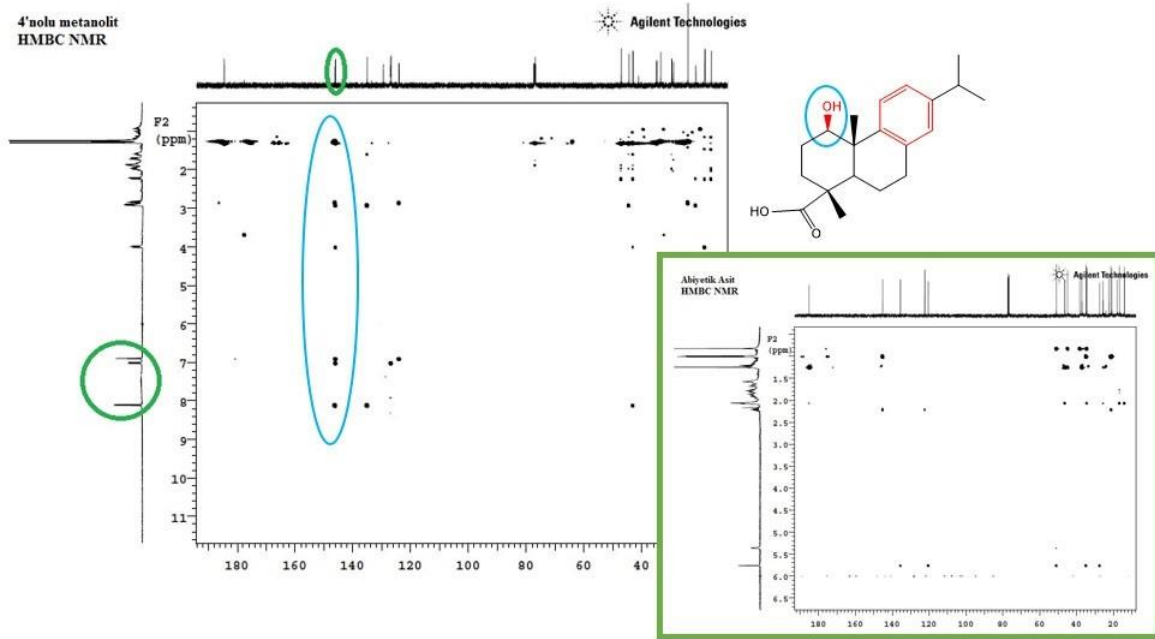 4'nolu metanolit
HMBC NMR
Agilent Technologies
F2
(ppm)
2
3
4
5
6
7
8
9
10
11
180
160
140
120
100
80
60
40
OH
HO
O
Abiyetik Asit
HMBC NMR
Agilent Technologies
F2
(ppm)
1.5
2.0
2.5
3.0
3.5
4.0
4.5
5.0
5.5
6.0
6.5
180
160
140
120
100
80
60
40
20